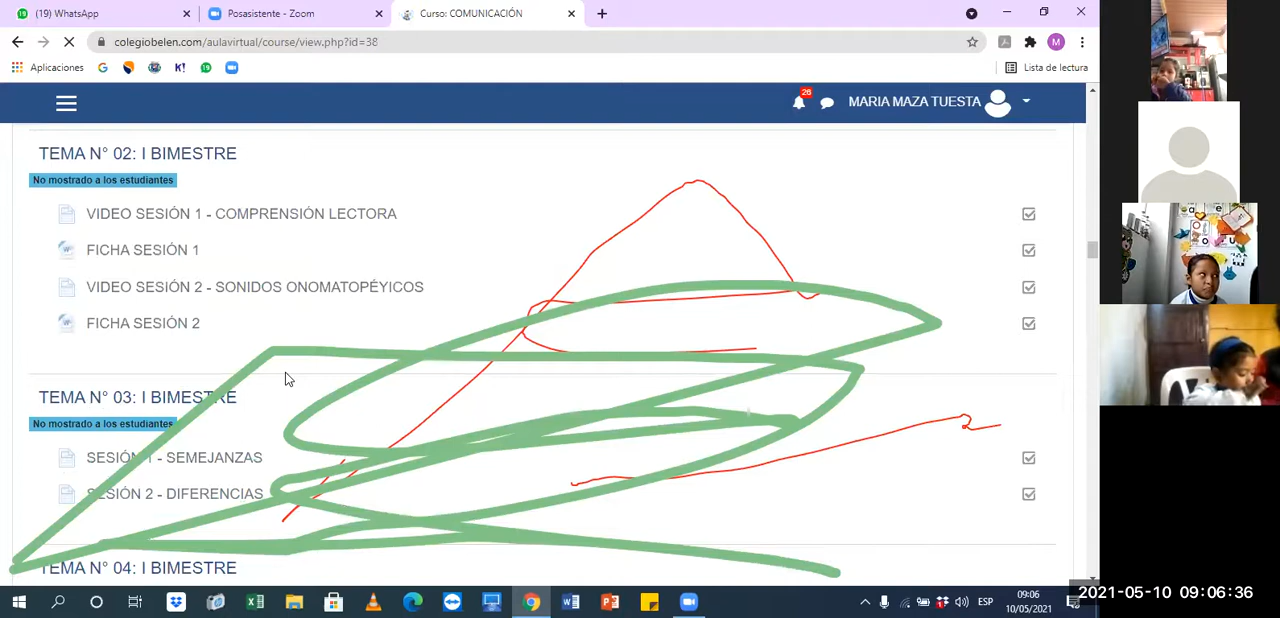 (19) WhatsApp
Posasistente - Zoom
Curso: COMUNICACIÓN
colegiobelen.com/aulavirtual/course/view.php?id=38
Aplicaciones
Lista de lectura
26
MARIA MAZA TUESTA
TEMA N° 02: I BIMESTRE
No mostrado a los estudiantes
VIDEO SESIÓN 1 - COMPRENSIÓN LECTORA
FICHA SESIÓN 1
VIDEO SESIÓN 2 - SONIDOS ONOMATOPÉYICOS
FICHA SESIÓN 2
TEMA N° 03: I BIMESTRE
No mostrado a los estudiantes
SESIÓN 1 - SEMEJANZAS
SESIÓN 2 - DIFERENCIAS
TEMA N° 04: I BIMESTRE
ESP
09:06
10/05/2021
2021-05-10 09:06:36